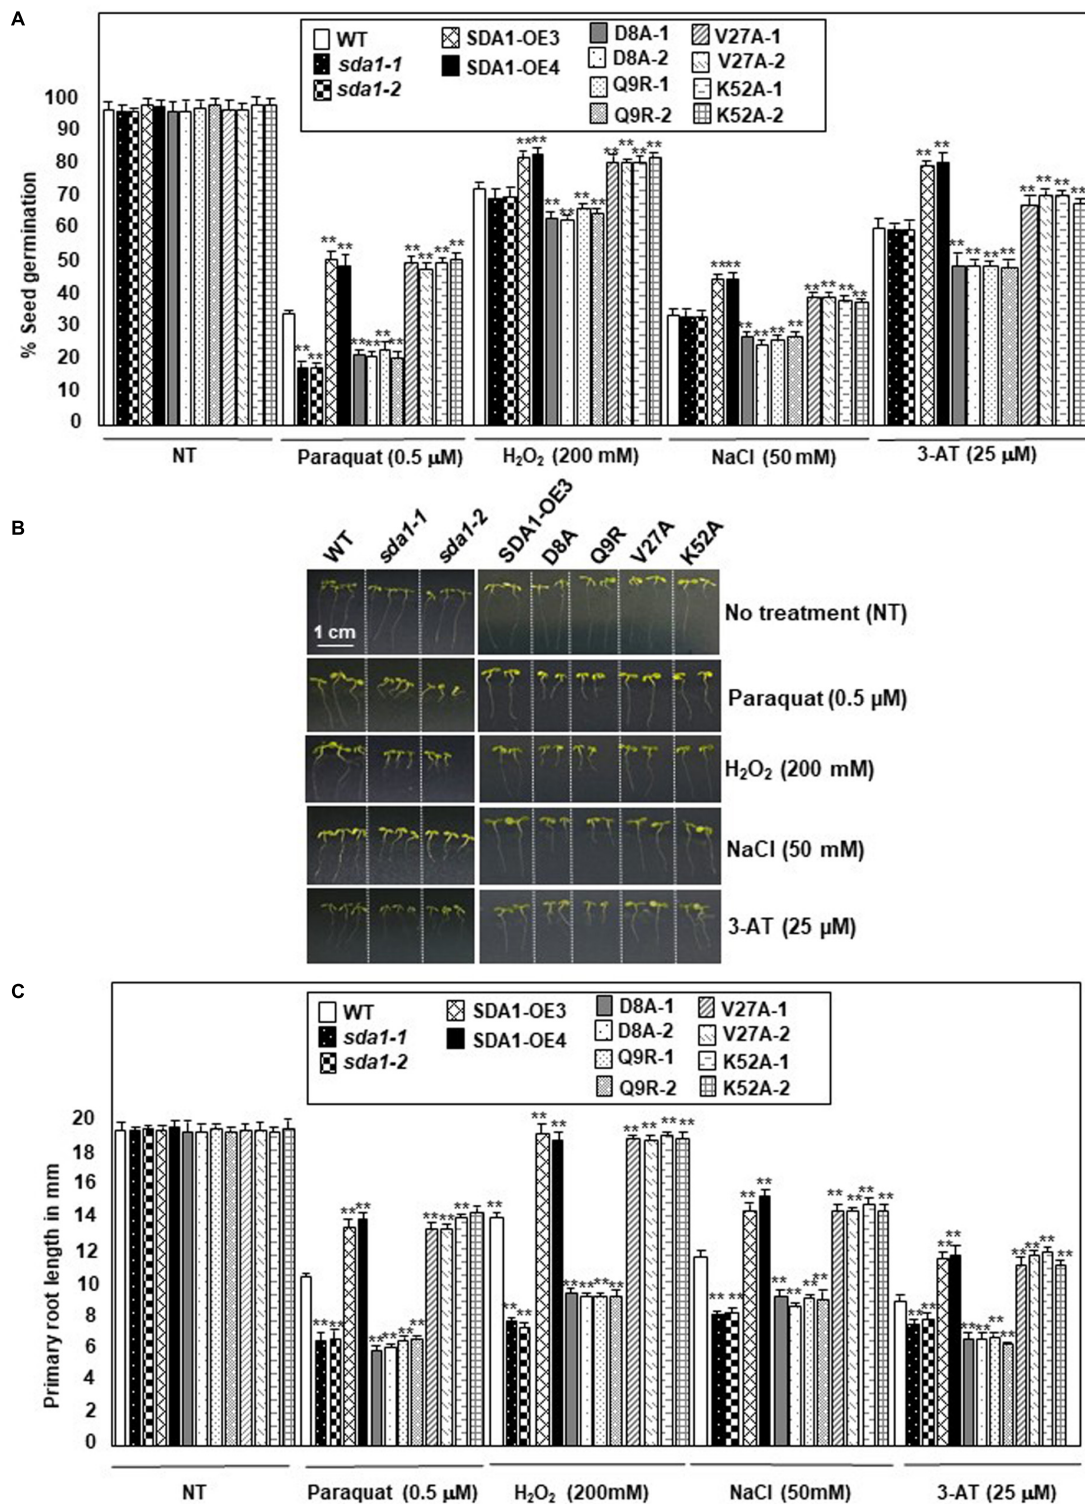 A
WT
sda1-1
sda1-2
SDA1-OE3
SDA1-OE4
D8A-1
D8A-2
Q9R-1
Q9R-2
V27A-1
V27A-2
K52A-1
K52A-2
% Seed germination
100
90
80
70
60
50
40
30
20
10
0
** ** ** ** ** ** ** ** ** ** ** **
** ** ** ** ** ** ** ** ** **
** ** ** ** ** ** ** ** ** **
** ** ** ** ** ** ** ** ** **
NT
Paraquat (0.5 µM)
H₂O₂ (200 mM)
NaCl (50 mM)
3-AT (25 µM)
B
WT
sda1-1
sda1-2
SDA1-OE3
D8A
Q9R
V27A
K52A
1 cm
No treatment (NT)
Paraquat (0.5 µM)
H₂O₂ (200 mM)
NaCl (50 mM)
3-AT (25 µM)
C
WT
sda1-1
sda1-2
SDA1-OE3
SDA1-OE4
D8A-1
D8A-2
Q9R-1
Q9R-2
V27A-1
V27A-2
K52A-1
K52A-2
Primary root length in mm
20
18
16
14
12
10
8
6
4
2
0
** ** ** ** ** ** ** ** ** ** **
** ** ** ** ** ** ** ** ** ** ** ** **
** ** ** ** ** ** ** ** ** ** ** **
** ** ** ** ** ** ** ** ** ** ** **
NT
Paraquat (0.5 µM)
H₂O₂ (200mM)
NaCl (50mM)
3-AT (25 µM)